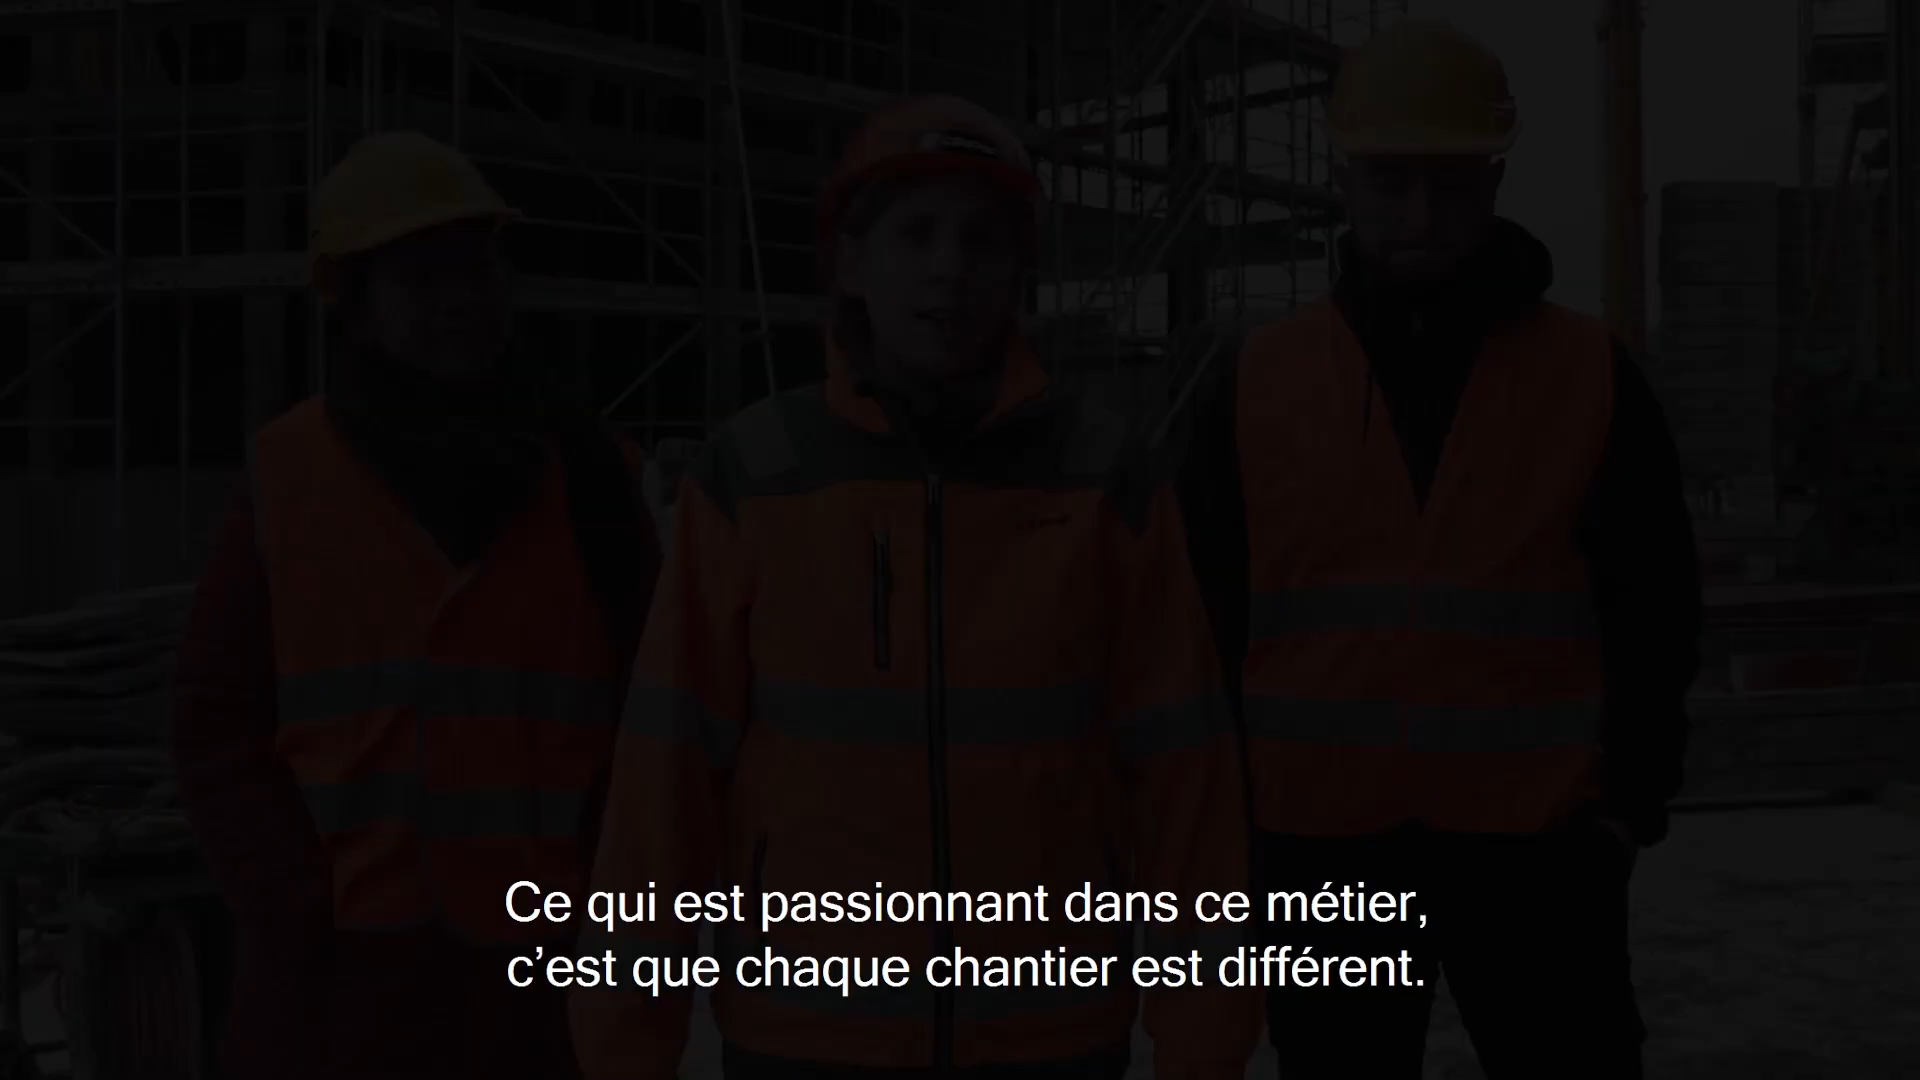 Ce qui est passionnant dans ce métier,
c’est que chaque chantier est différent.